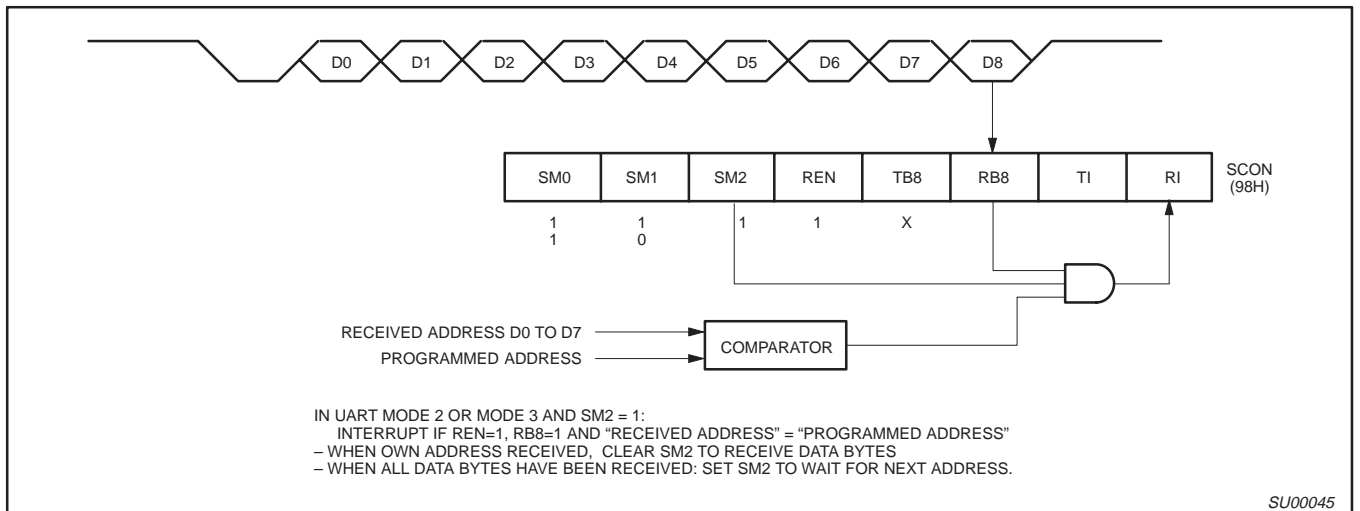 D0 D1 D2 D3 D4 D5 D6 D7 D8
SM0 SM1 SM2 REN TB8 RB8 TI RI
SCON
(98H)
1 1 1 1 X
1 0
RECEIVED ADDRESS D0 TO D7
PROGRAMMED ADDRESS
COMPARATOR
IN UART MODE 2 OR MODE 3 AND SM2 = 1:
INTERRUPT IF REN=1, RB8=1 AND “RECEIVED ADDRESS” = “PROGRAMMED ADDRESS”
– WHEN OWN ADDRESS RECEIVED, CLEAR SM2 TO RECEIVE DATA BYTES
– WHEN ALL DATA BYTES HAVE BEEN RECEIVED: SET SM2 TO WAIT FOR NEXT ADDRESS.
SU00045